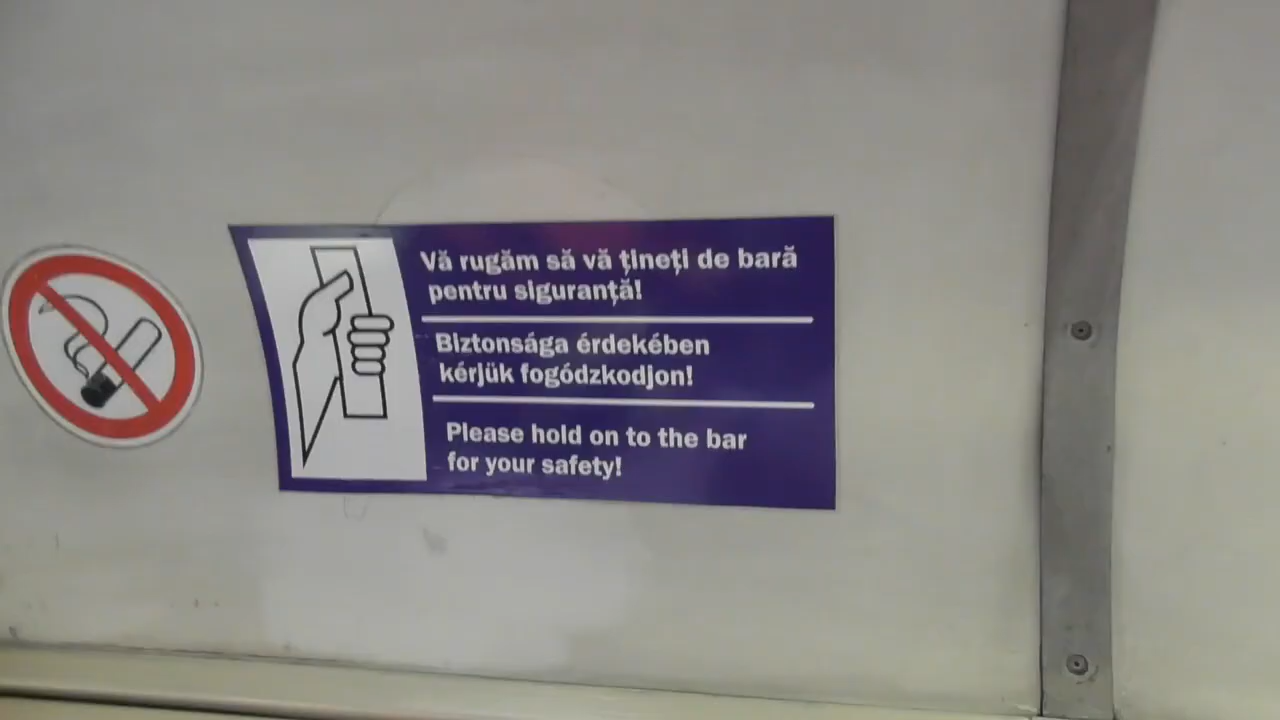 Vă rugăm să vă țineți de bară
pentru siguranță!
Biztonsága érdekében
kérjük fogódzkodjon!
Please hold on to the bar
for your safety!